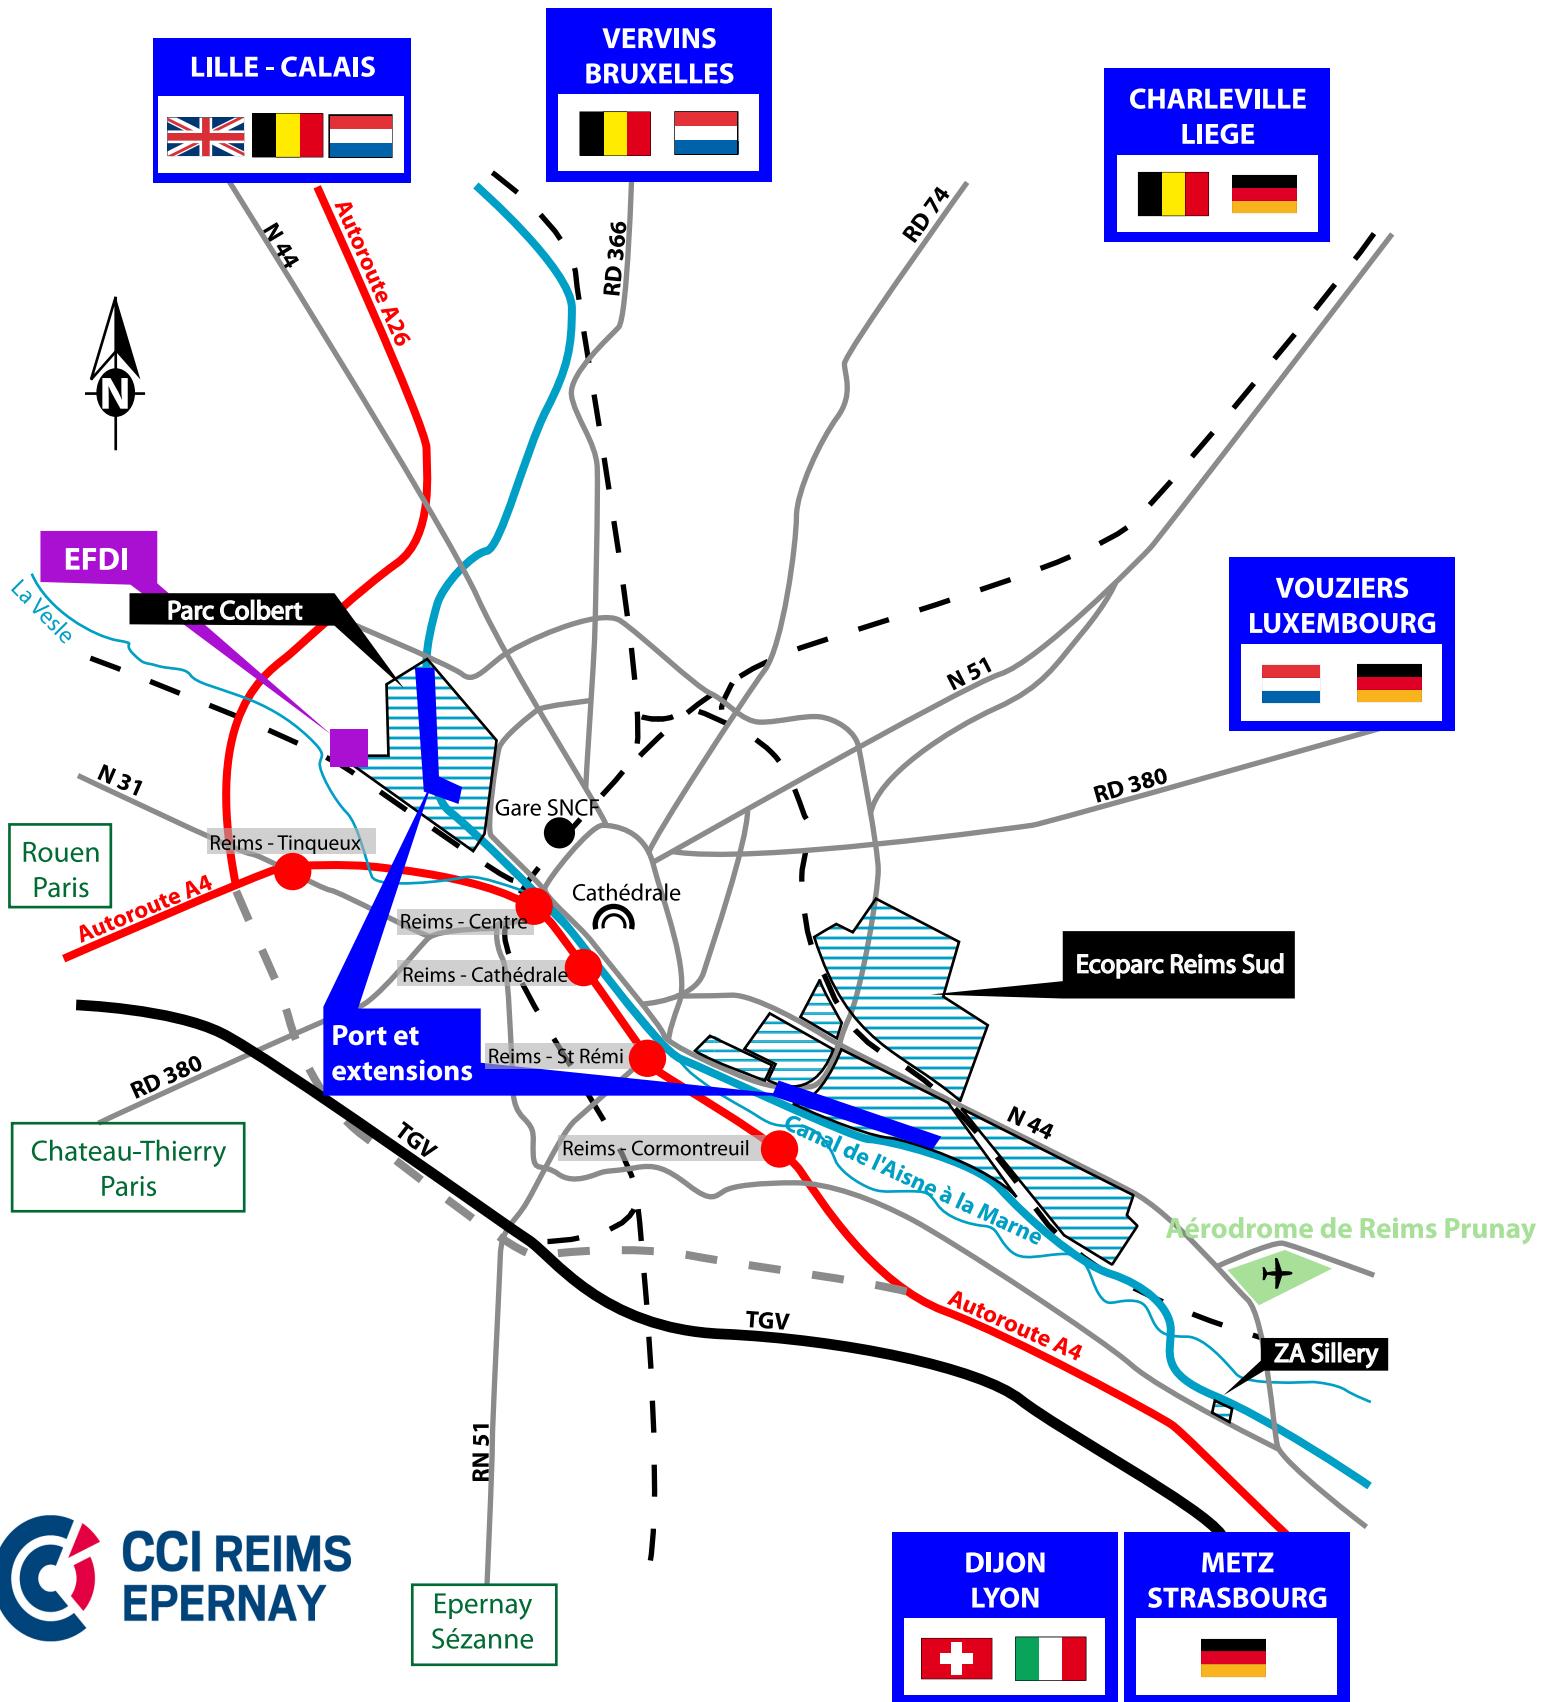 VERVINS
BRUXELLES
LILLE - CALAIS
CHARLEVILLE
LIEGE
N 44
Autoroute A26
RD 366
RD 74
N
EFDI
La Vesle
Parc Colbert
VOUZIERS
LUXEMBOURG
N 51
N 31
RD 380
Gare SNCF
Reims - Tinqueux
Rouen
Paris
Autoroute A4
Cathédrale
Reims - Centre
Reims - Cathédrale
Ecoparc Reims Sud
Port et
extensions
Reims - St Rémi
RD 380
N 44
TGV
Reims - Cormontreuil
Canal de l'Aisne à la Marne
Chateau-Thierry
Paris
Aérodrome de Reims Prunay
TGV
Autoroute A4
ZA Sillery
RN 51
CCI REIMS
EPERNAY
Epernay
Sézanne
DIJON
LYON
METZ
STRASBOURG